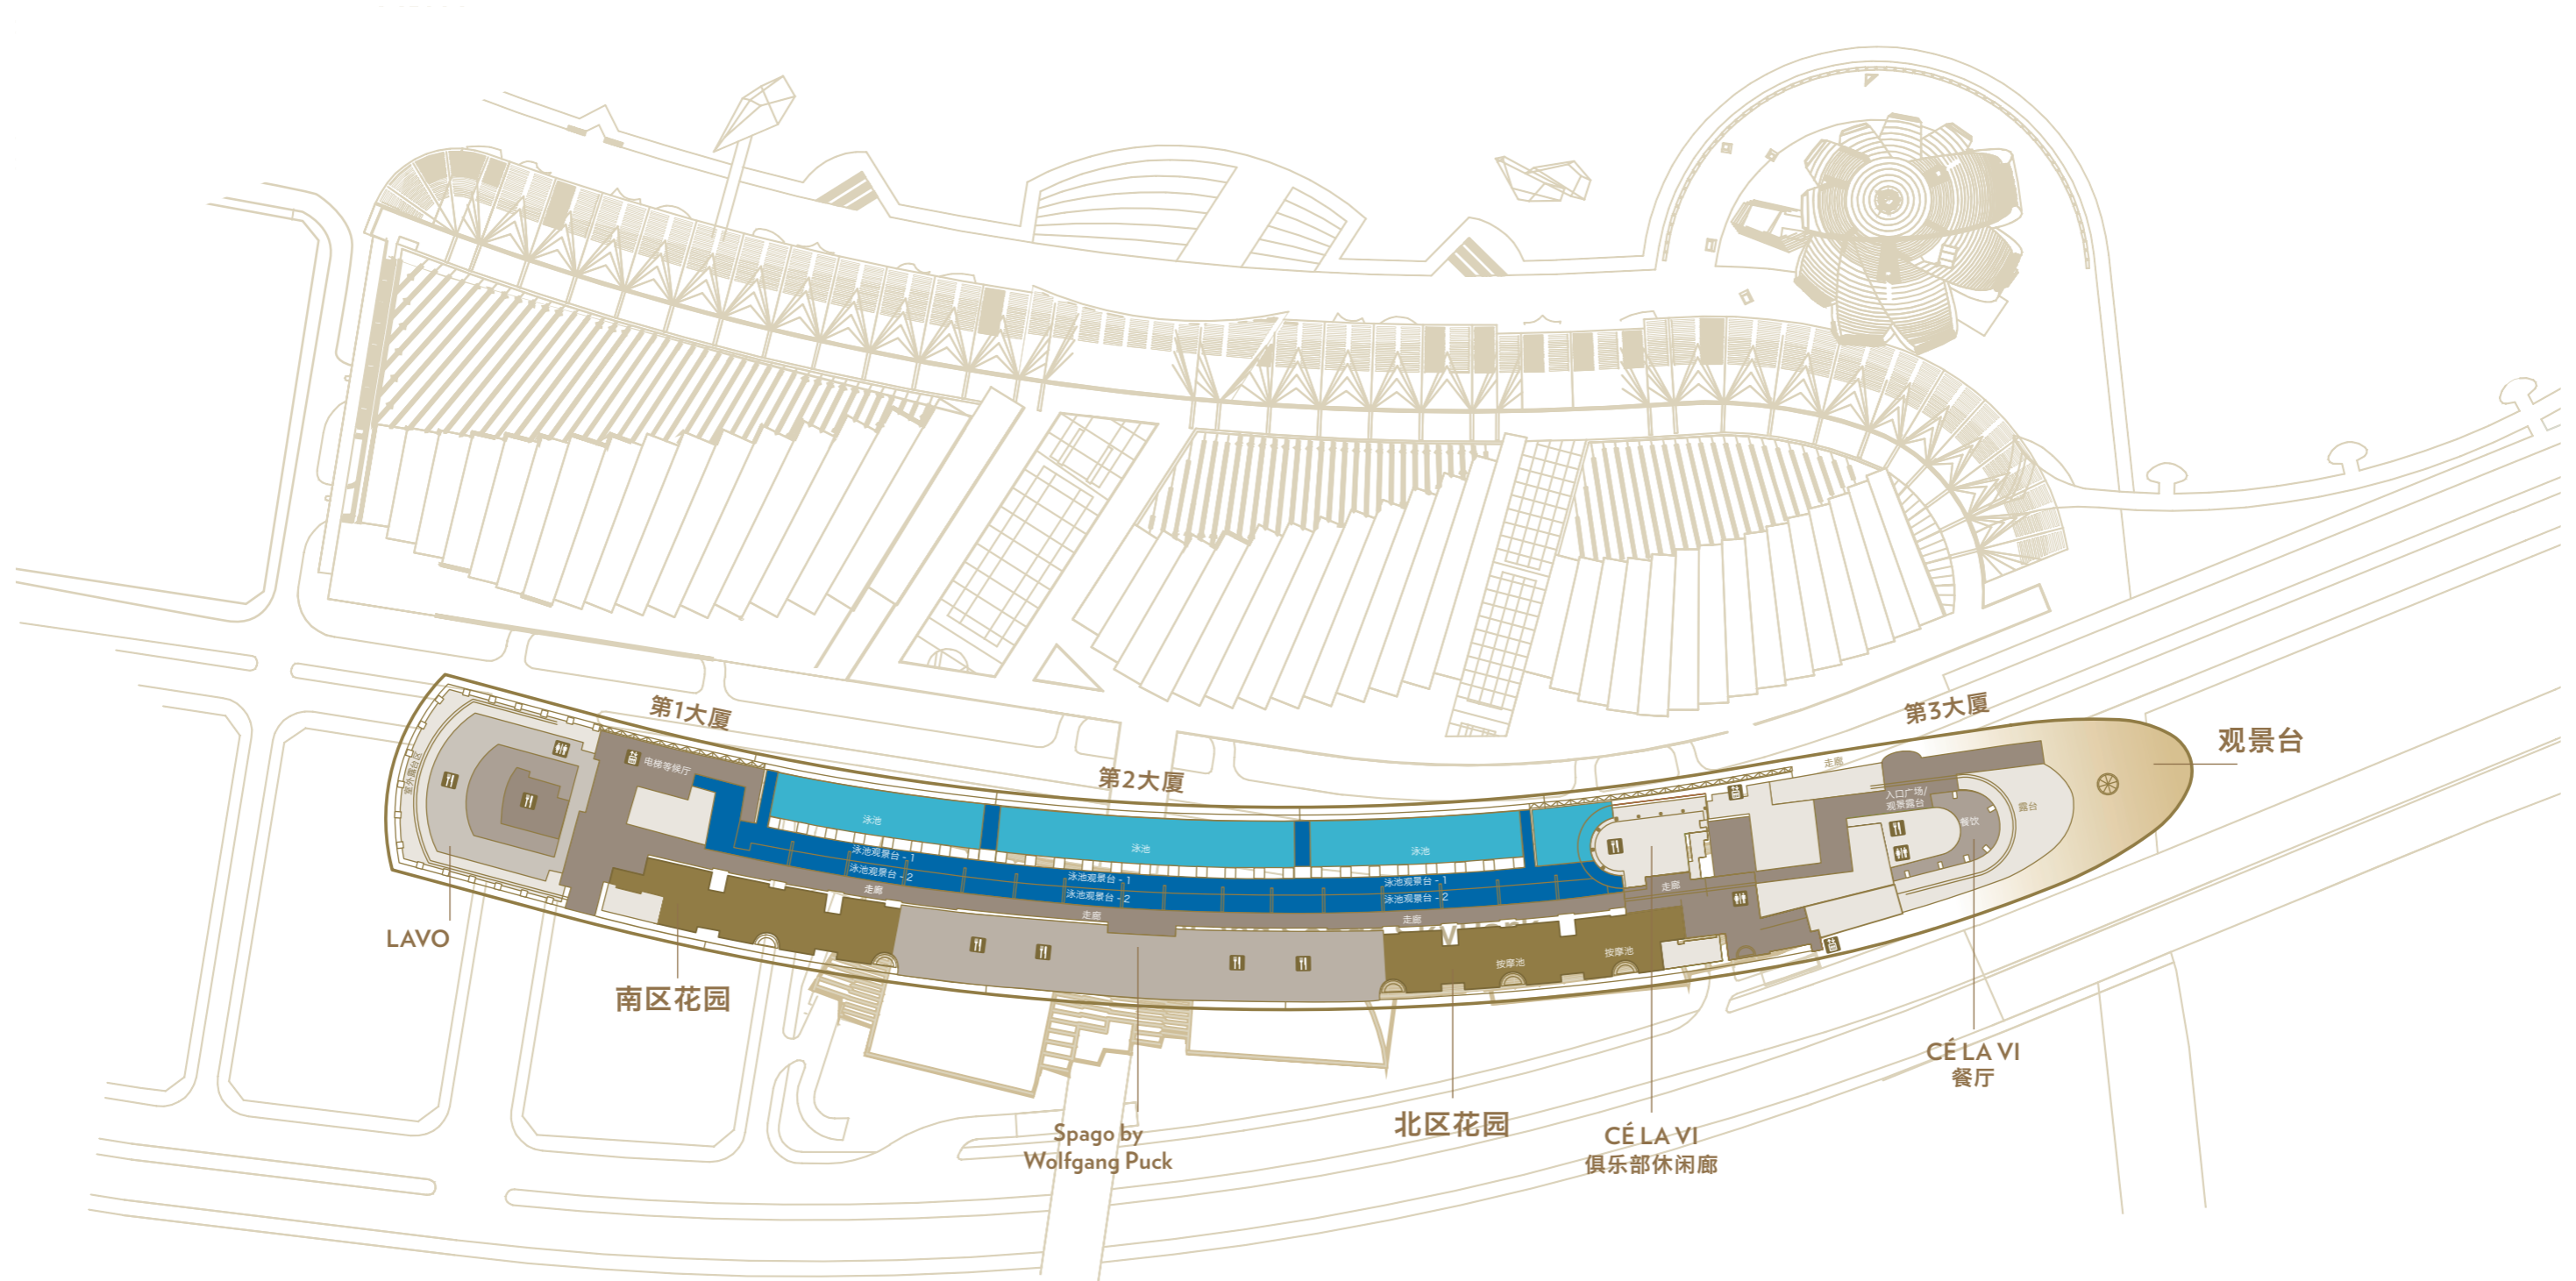 第1大厦
第2大厦
第3大厦
观景台
室外露台区
电梯等候厅
泳池
泳池
泳池
泳池观景台 - 1
泳池观景台 - 2
泳池观景台 - 1
泳池观景台 - 2
泳池观景台 - 1
泳池观景台 - 2
走廊
走廊
走廊
走廊
走廊
入口广场/
观景露台
餐饮
露台
按摩池
按摩池
LAVO
南区花园
Spago by
Wolfgang Puck
北区花园
CÉ LA VI
俱乐部休闲廊
CÉ LA VI
餐厅